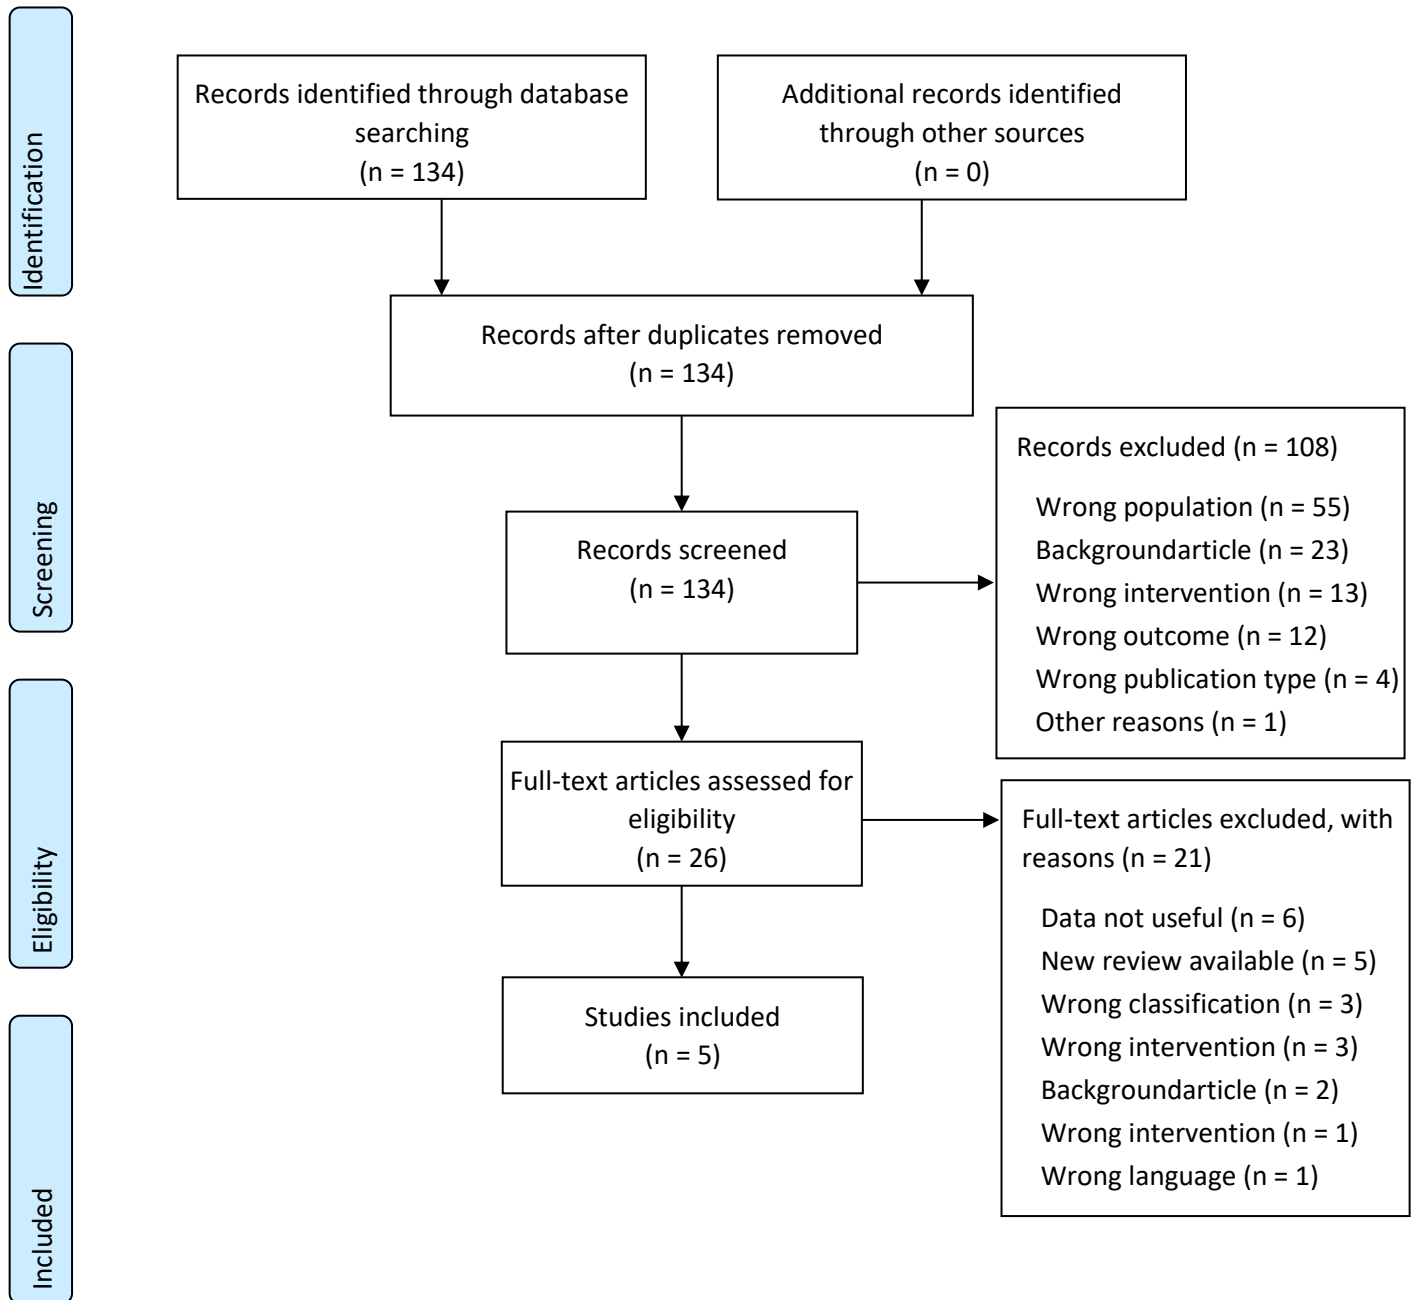 Identification
Records identified through database
searching
(n = 134)
Additional records identified
through other sources
(n = 0)
Records after duplicates removed
(n = 134)
Screening
Records screened
(n = 134)
Records excluded (n = 108)
Wrong population (n = 55)
Backgroundarticle (n = 23)
Wrong intervention (n = 13)
Wrong outcome (n = 12)
Wrong publication type (n = 4)
Other reasons (n = 1)
Eligibility
Full-text articles assessed for
eligibility
(n = 26)
Full-text articles excluded, with
reasons (n = 21)
Data not useful (n = 6)
New review available (n = 5)
Wrong classification (n = 3)
Wrong intervention (n = 3)
Backgroundarticle (n = 2)
Wrong intervention (n = 1)
Wrong language (n = 1)
Included
Studies included
(n = 5)